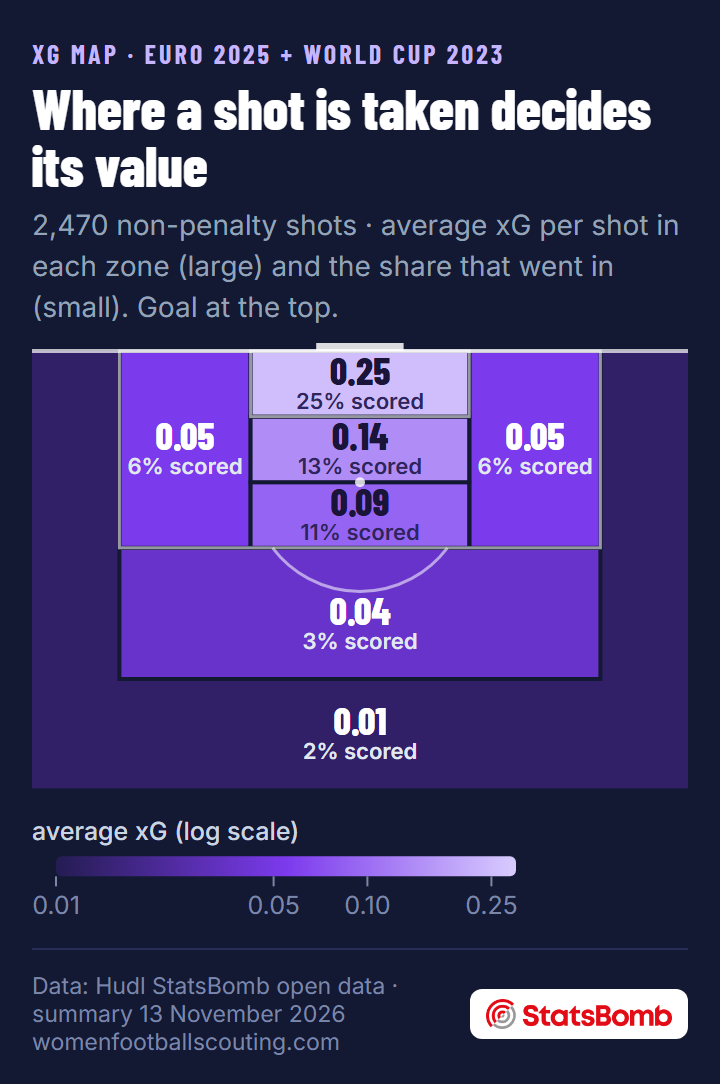 XG MAP · EURO 2025 + WORLD CUP 2023
Where a shot is taken decides
its value
2,470 non-penalty shots · average xG per shot in
each zone (large) and the share that went in
(small). Goal at the top.
0.25
25% scored
0.05
6% scored
0.14
13% scored
0.05
6% scored
0.09
11% scored
0.04
3% scored
0.01
2% scored
average xG (log scale)
0.01 0.05 0.10 0.25
Data: Hudl StatsBomb open data ·
summary 13 November 2026
womenfootballscouting.com
StatsBomb